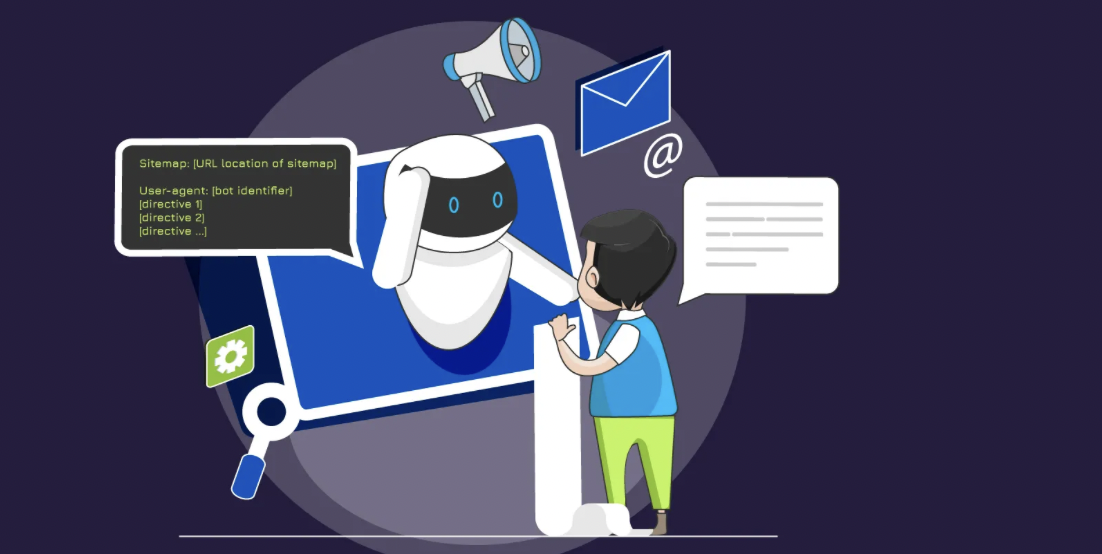 Sitemap: [URL location of sitemap]
User-agent: [bot identifier]
[directive 1]
[directive 2]
[directive ...]
@